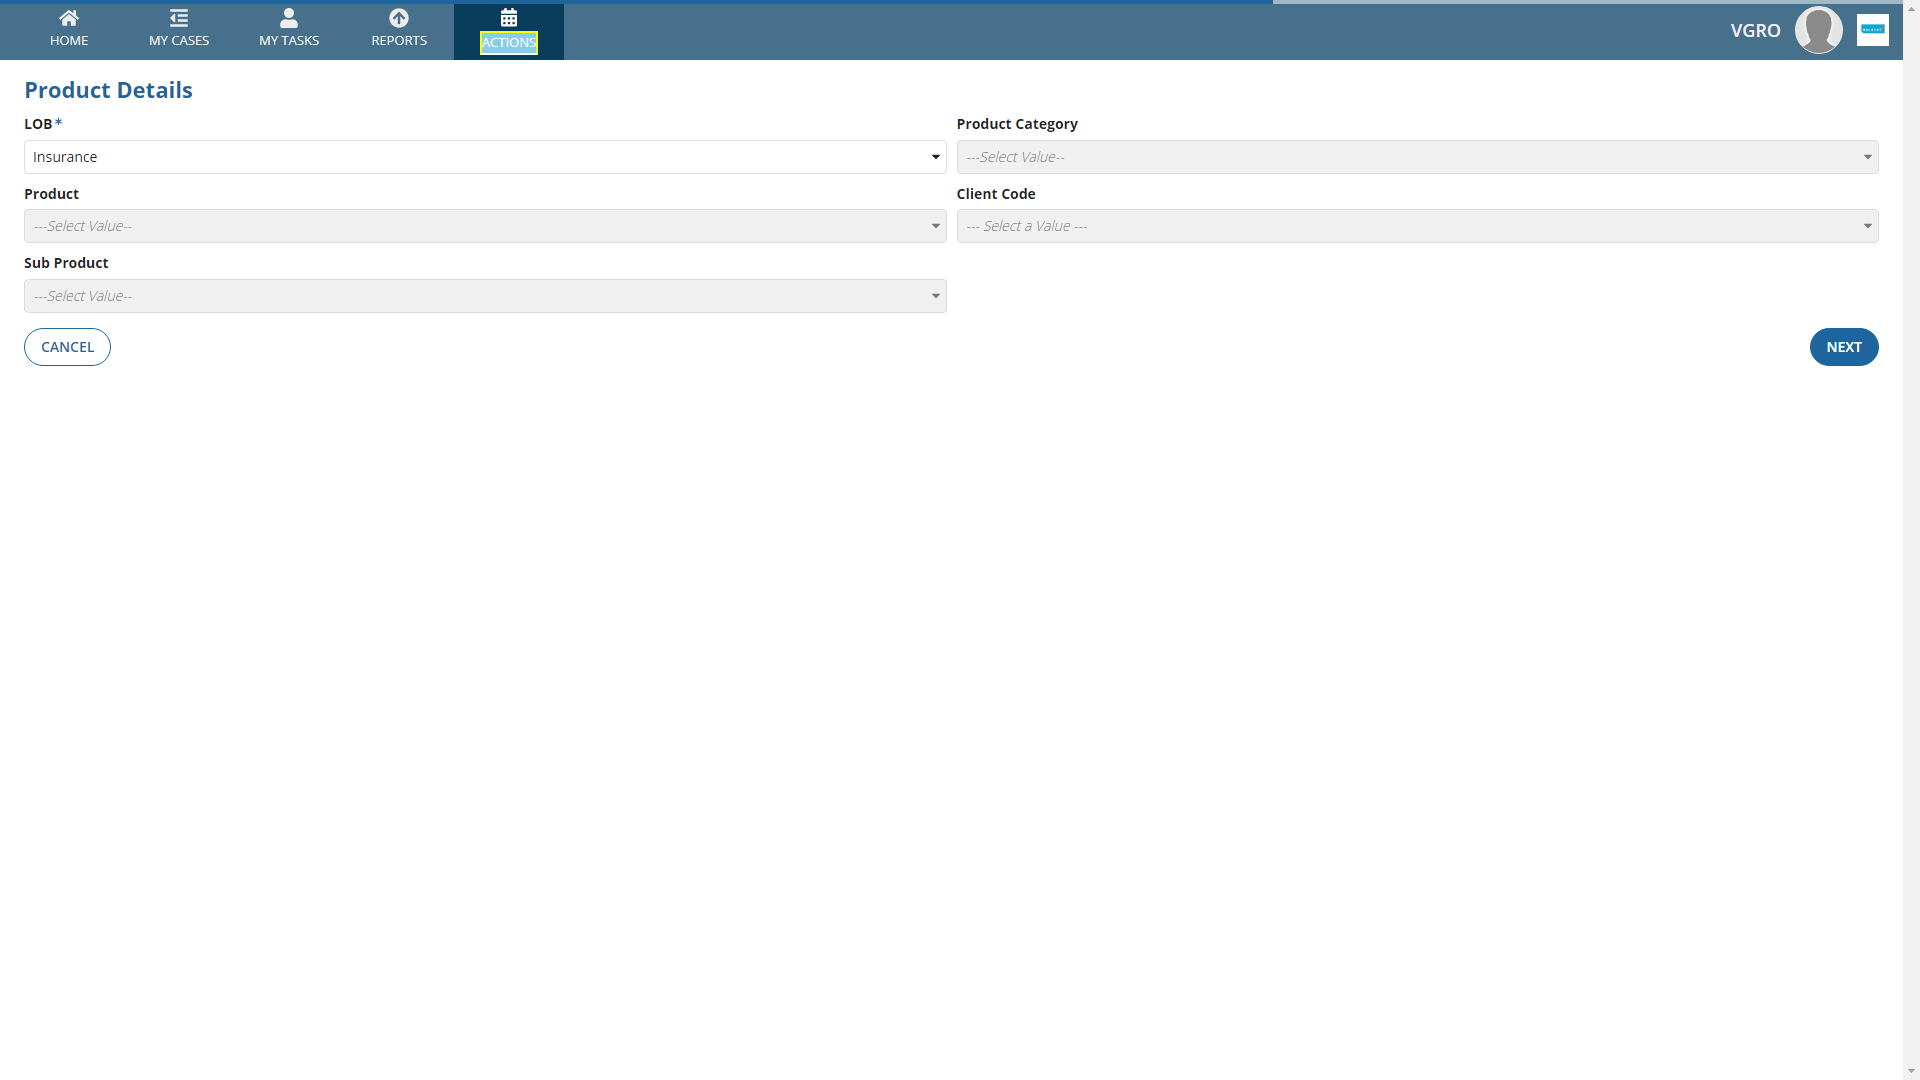 HOME
MY CASES
MY TASKS
REPORTS
ACTIONS
VGRO
Product Details
LOB*
Product Category
Insurance
---Select Value--
Product
Client Code
---Select Value--
--- Select a Value ---
Sub Product
---Select Value--
CANCEL
NEXT